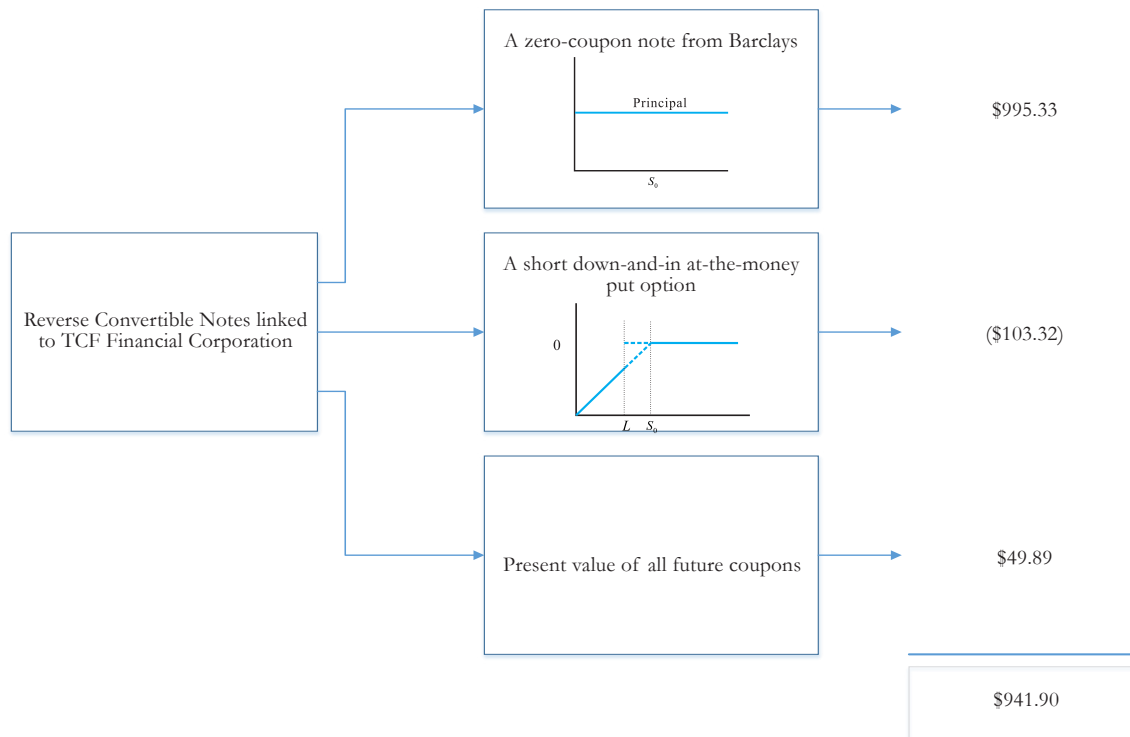 A zero-coupon note from Barclays
Principal
S₀
$995.33
Reverse Convertible Notes linked
to TCF Financial Corporation
A short down-and-in at-the-money
put option
0
L S₀
($103.32)
Present value of all future coupons
$49.89
$941.90